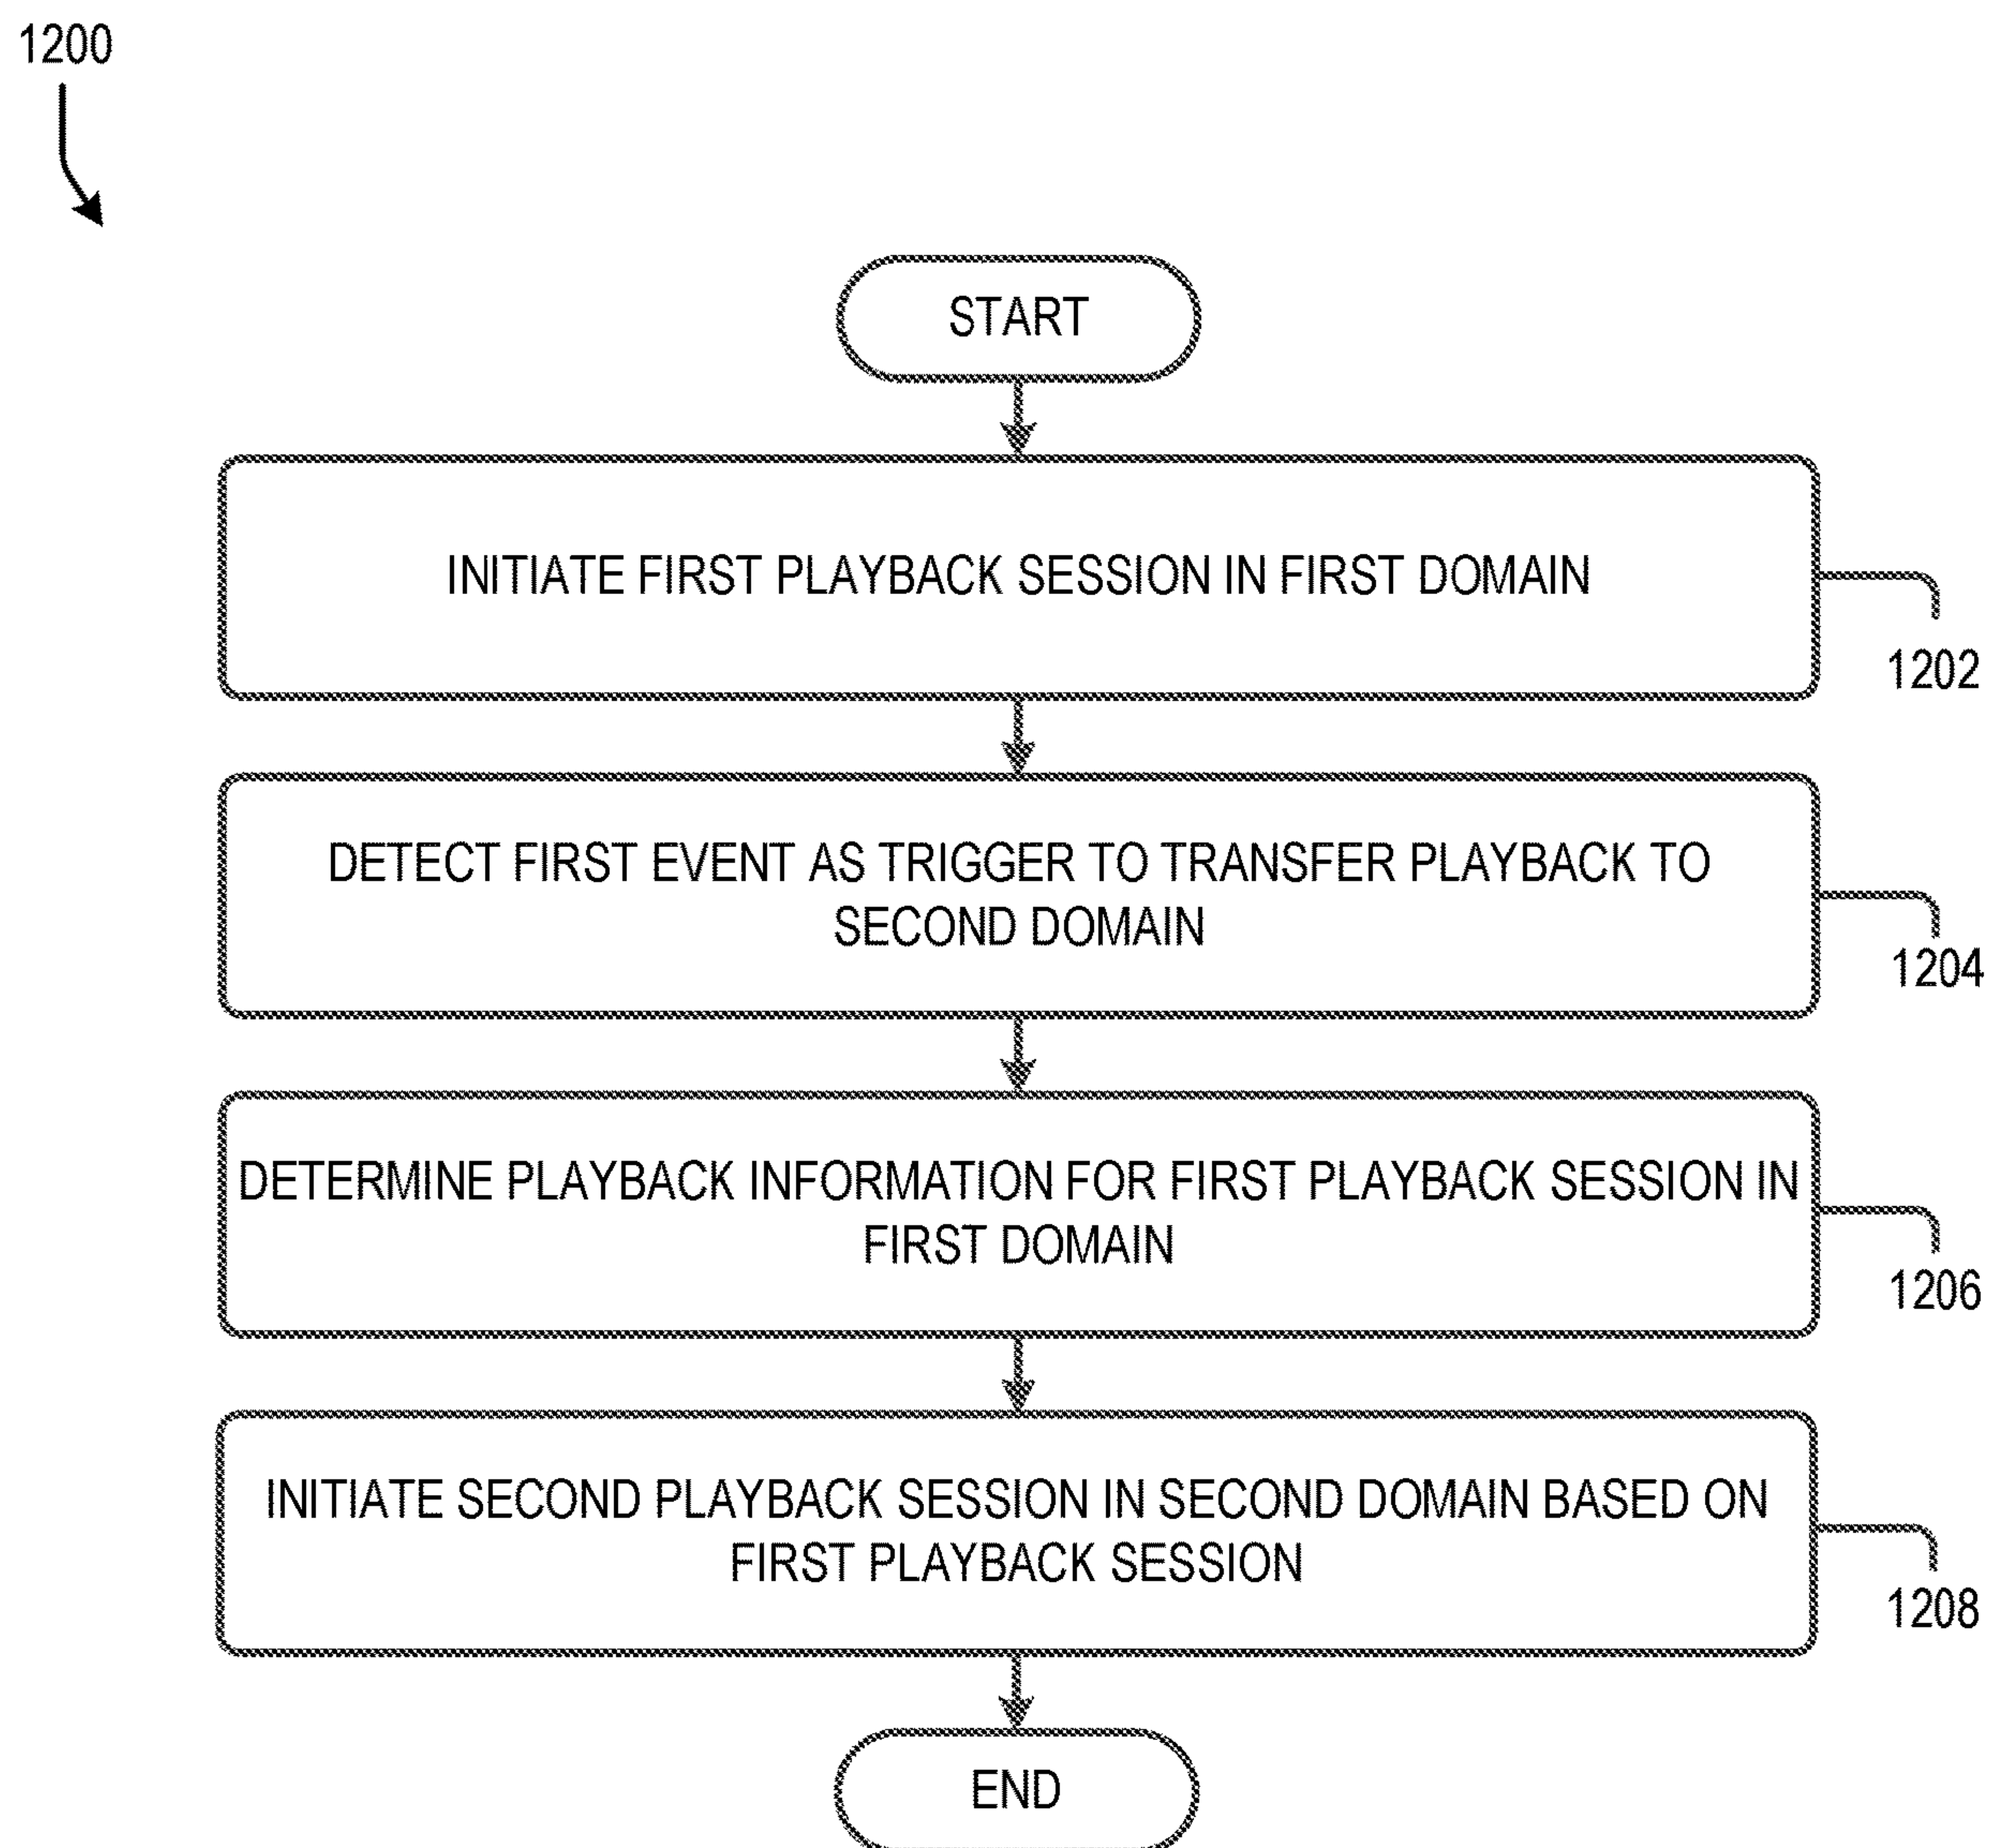 1200
START
INITIATE FIRST PLAYBACK SESSION IN FIRST DOMAIN
1202
DETECT FIRST EVENT AS TRIGGER TO TRANSFER PLAYBACK TO
SECOND DOMAIN
1204
DETERMINE PLAYBACK INFORMATION FOR FIRST PLAYBACK SESSION IN
FIRST DOMAIN
1206
INITIATE SECOND PLAYBACK SESSION IN SECOND DOMAIN BASED ON
FIRST PLAYBACK SESSION
1208
END